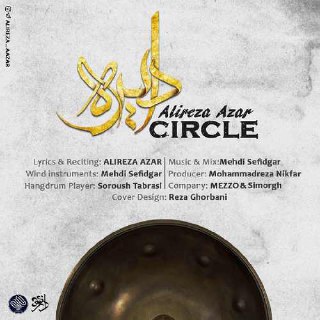 ALIREZA_AAZAR
دایره
Alireza Azar
CIRCLE
Lyrics & Reciting: ALIREZA AZAR | Music & Mix: Mehdi Sefidgar
Wind instruments: Mehdi Sefidgar | Producer: Mohammadreza Nikfar
Hangdrum Player: Soroush Tabrasi | Company: MEZZO & Simorgh
Cover Design: Reza Ghorbani